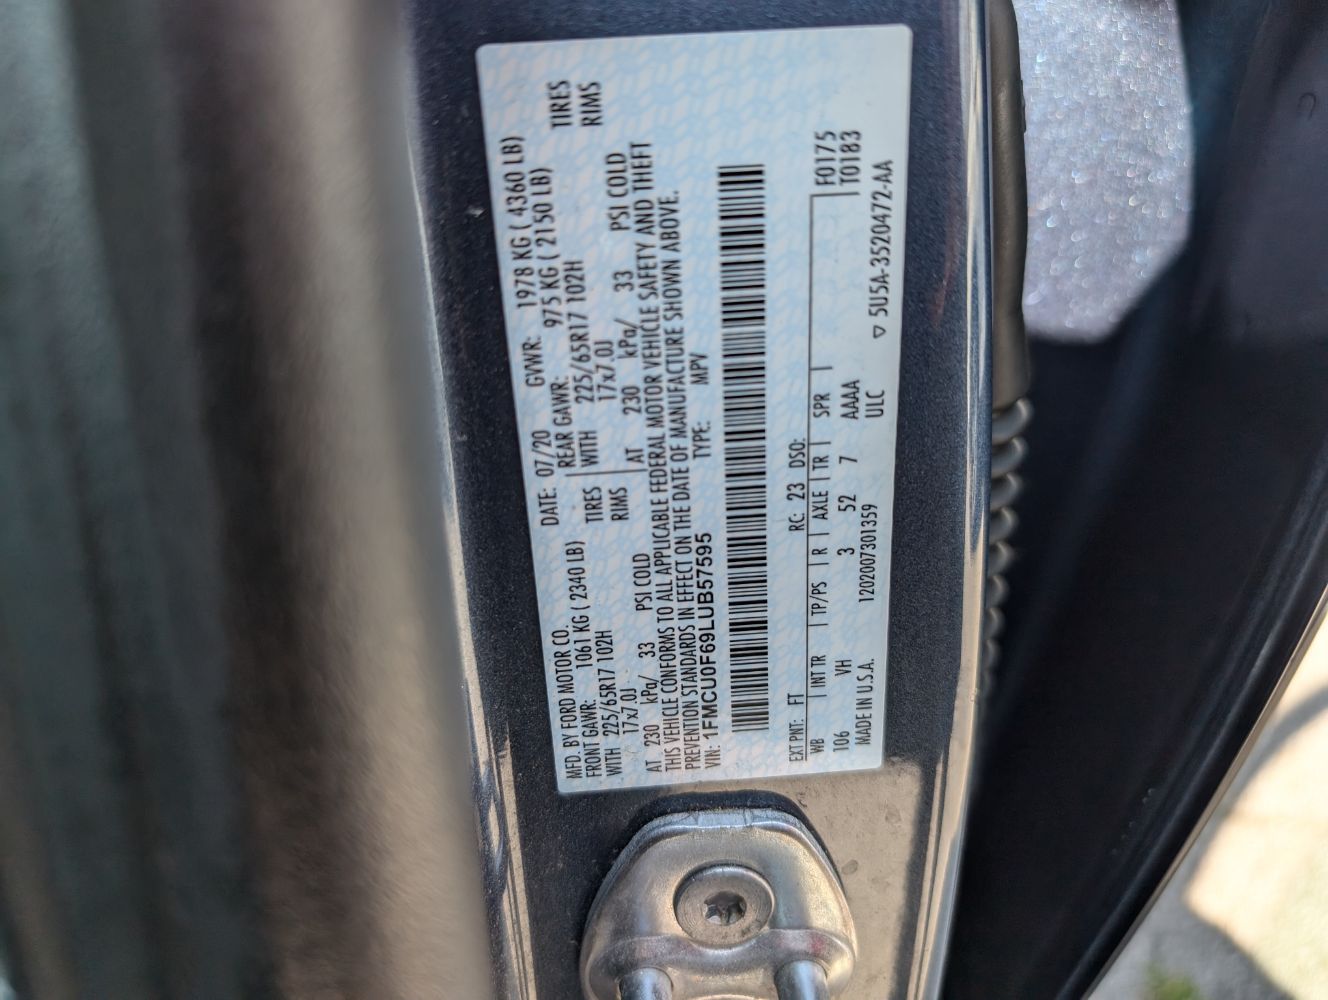 MFD. BY FORD MOTOR CO.
DATE: 07/20 GVWR: 1978 KG ( 4360 LB)
FRONT GAWR: 1061 KG ( 2340 LB) REAR GAWR: 975 KG ( 2150 LB)
WITH 225/65R17 102H TIRES WITH 225/65R17 102H TIRES
17x7.0J RIMS 17x7.0J RIMS
AT 230 kPa/ 33 PSI COLD AT 230 kPa/ 33 PSI COLD
THIS VEHICLE CONFORMS TO ALL APPLICABLE FEDERAL MOTOR VEHICLE SAFETY AND THEFT
PREVENTION STANDARDS IN EFFECT ON THE DATE OF MANUFACTURE SHOWN ABOVE.
VIN: 1FMCU0F69LUB57595 TYPE: MPV
EXT PNT: FT RC: 23 DSO: F0175
WB INT TR TP/PS R AXLE TR SPR T0183
106 VH 3 52 7 AAAA
MADE IN U.S.A. 1202007301359 ULC ▽ 5U5A-3520472-AA